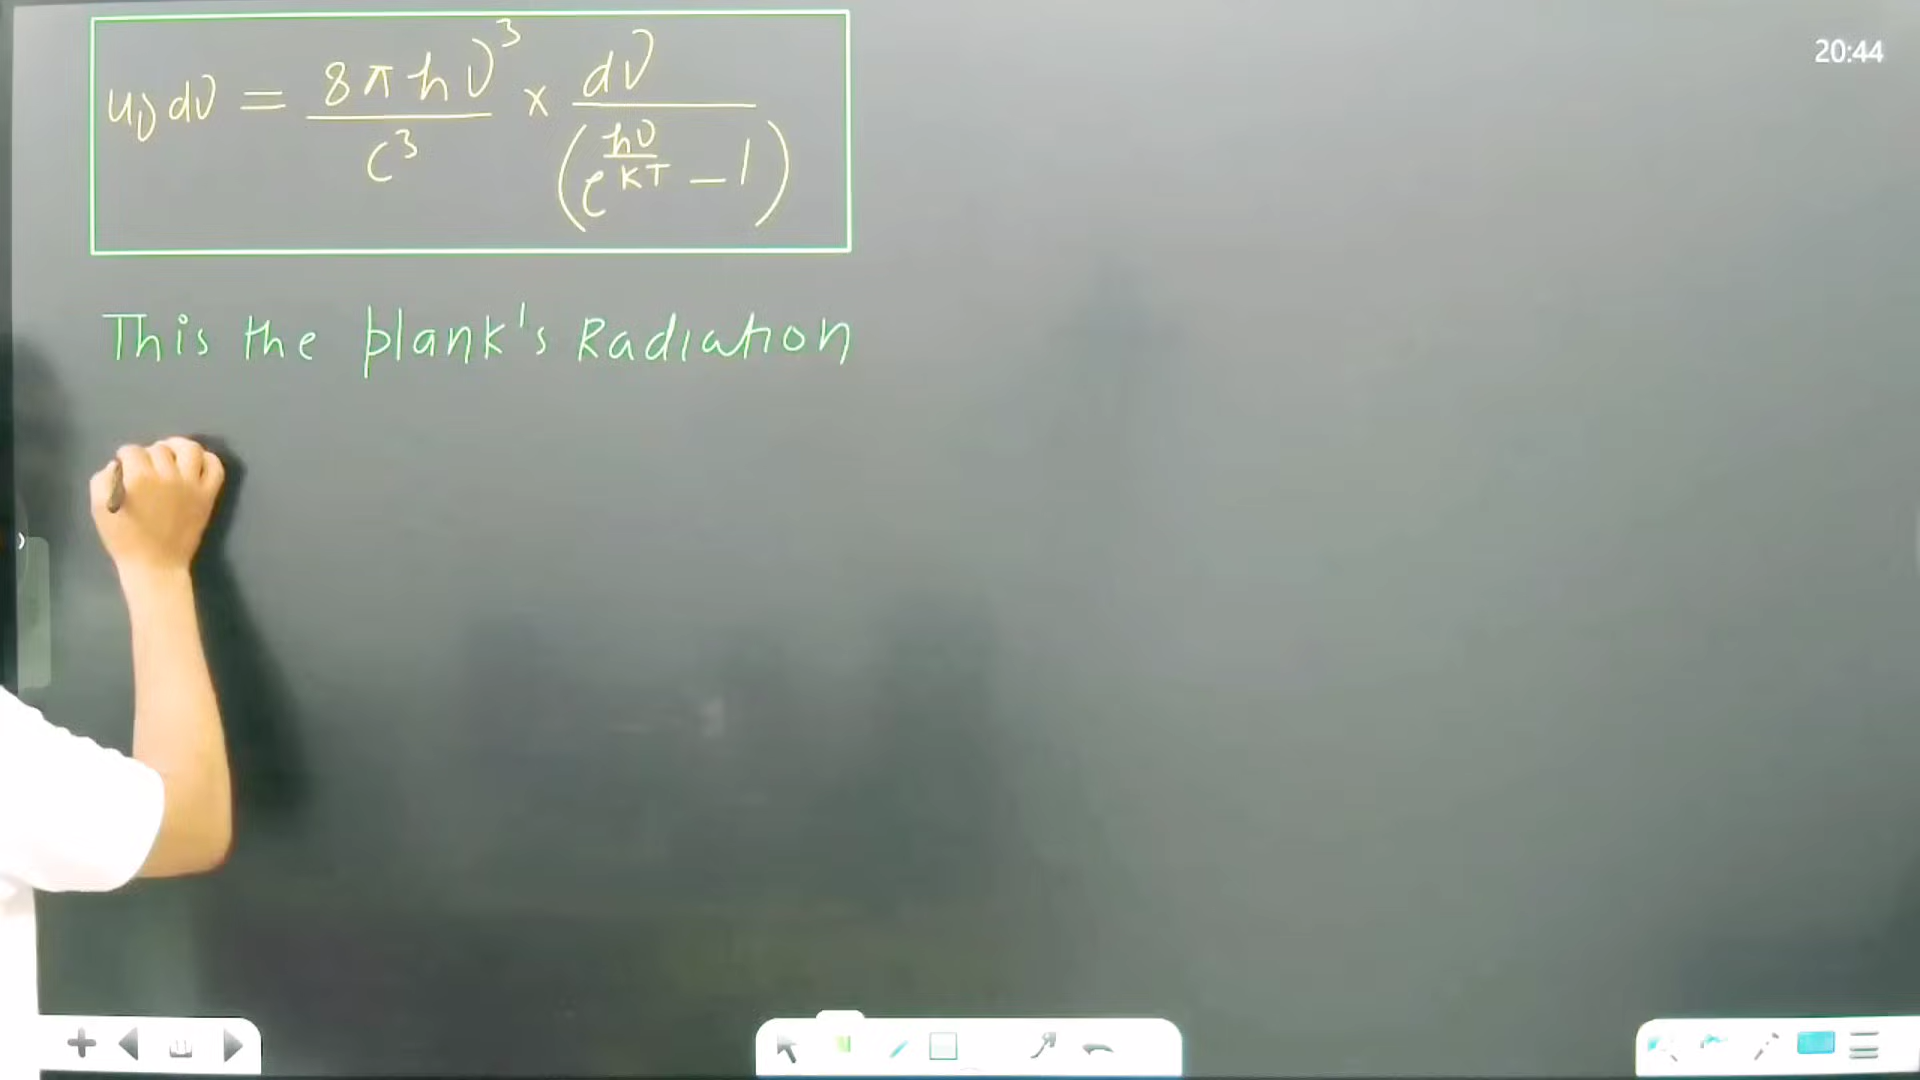 20:44
uν dν = 8πhν³/c³ × dν/(e^(hν/KT) – 1)
This the plank's Radiation